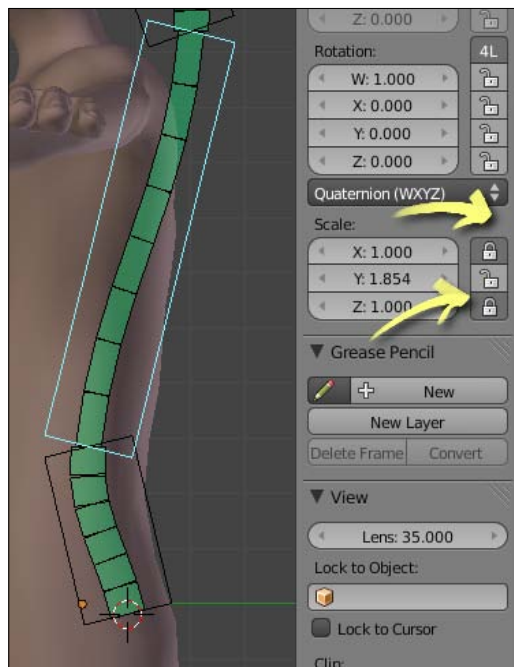 Z: 0.000
Rotation:
4L
W: 1.000
X: 0.000
Y: 0.000
Z: 0.000
Quaternion (WXYZ)
Scale:
X: 1.000
Y: 1.854
Z: 1.000
Grease Pencil
New
New Layer
Delete Frame Convert
View
Lens: 35.000
Lock to Object:
Lock to Cursor
Clip: